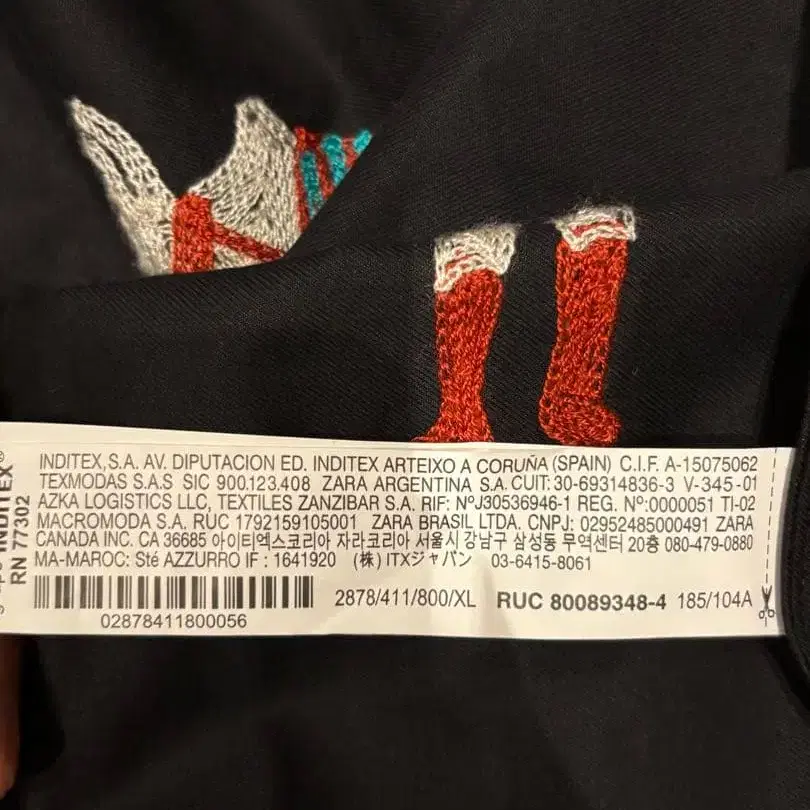 INDITEX,S.A. AV. DIPUTACION ED. INDITEX ARTEIXO A CORUÑA (SPAIN) C.I.F. A-15075062
TEXMODAS S.A.S SIC 900.123.408 ZARA ARGENTINA S.A. CUIT: 30-69314836-3 V-345-01
AZKA LOGISTICS LLC, TEXTILES ZANZIBAR S.A. RIF: NºJ30536946-1 REG. Nº:0000051 TI-02
MACROMODA S.A. RUC 1792159105001 ZARA BRASIL LTDA. CNPJ: 02952485000491 ZARA
CANADA INC. CA 36685 아이티엑스코리아 자라코리아 서울시 강남구 삼성동 무역센터 20층 080-479-0880
MA-MAROC: Sté AZZURRO IF : 1641920 (株) ITXジャパン 03-6415-8061
2878/411/800/XL RUC 80089348-4 185/104A
02878411800056
INDITEX®
RN 77302